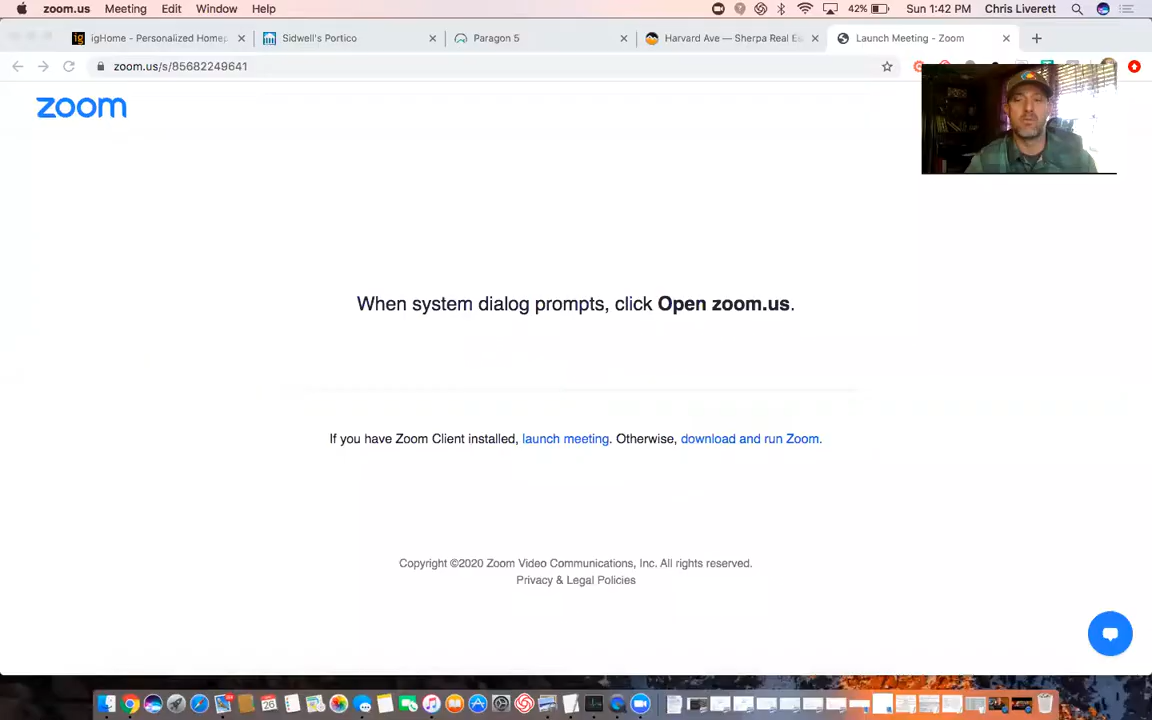 zoom.us Meeting Edit Window Help 42% Sun 1:42 PM Chris Liverett
igHome - Personalized Homep Sidwell's Portico Paragon 5 Harvard Ave — Sherpa Real Es Launch Meeting - Zoom
zoom.us/s/85682249641
zoom
When system dialog prompts, click Open zoom.us.
If you have Zoom Client installed, launch meeting. Otherwise, download and run Zoom.
Copyright ©2020 Zoom Video Communications, Inc. All rights reserved.
Privacy & Legal Policies
26